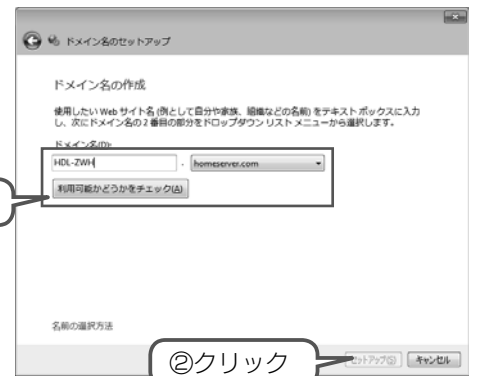 ドメイン名のセットアップ
ドメイン名の作成
使用したい Web サイト名 (例として自分や家族、組織などの名前) をテキスト ボックスに入力
し、次にドメイン名の 2 番目の部分をドロップダウン リスト メニューから選択します。
ドメイン名(D):
HDL-ZWH . homeserver.com
利用可能かどうかをチェック(A)
名前の選択方法
②クリック
セットアップ(S) キャンセル